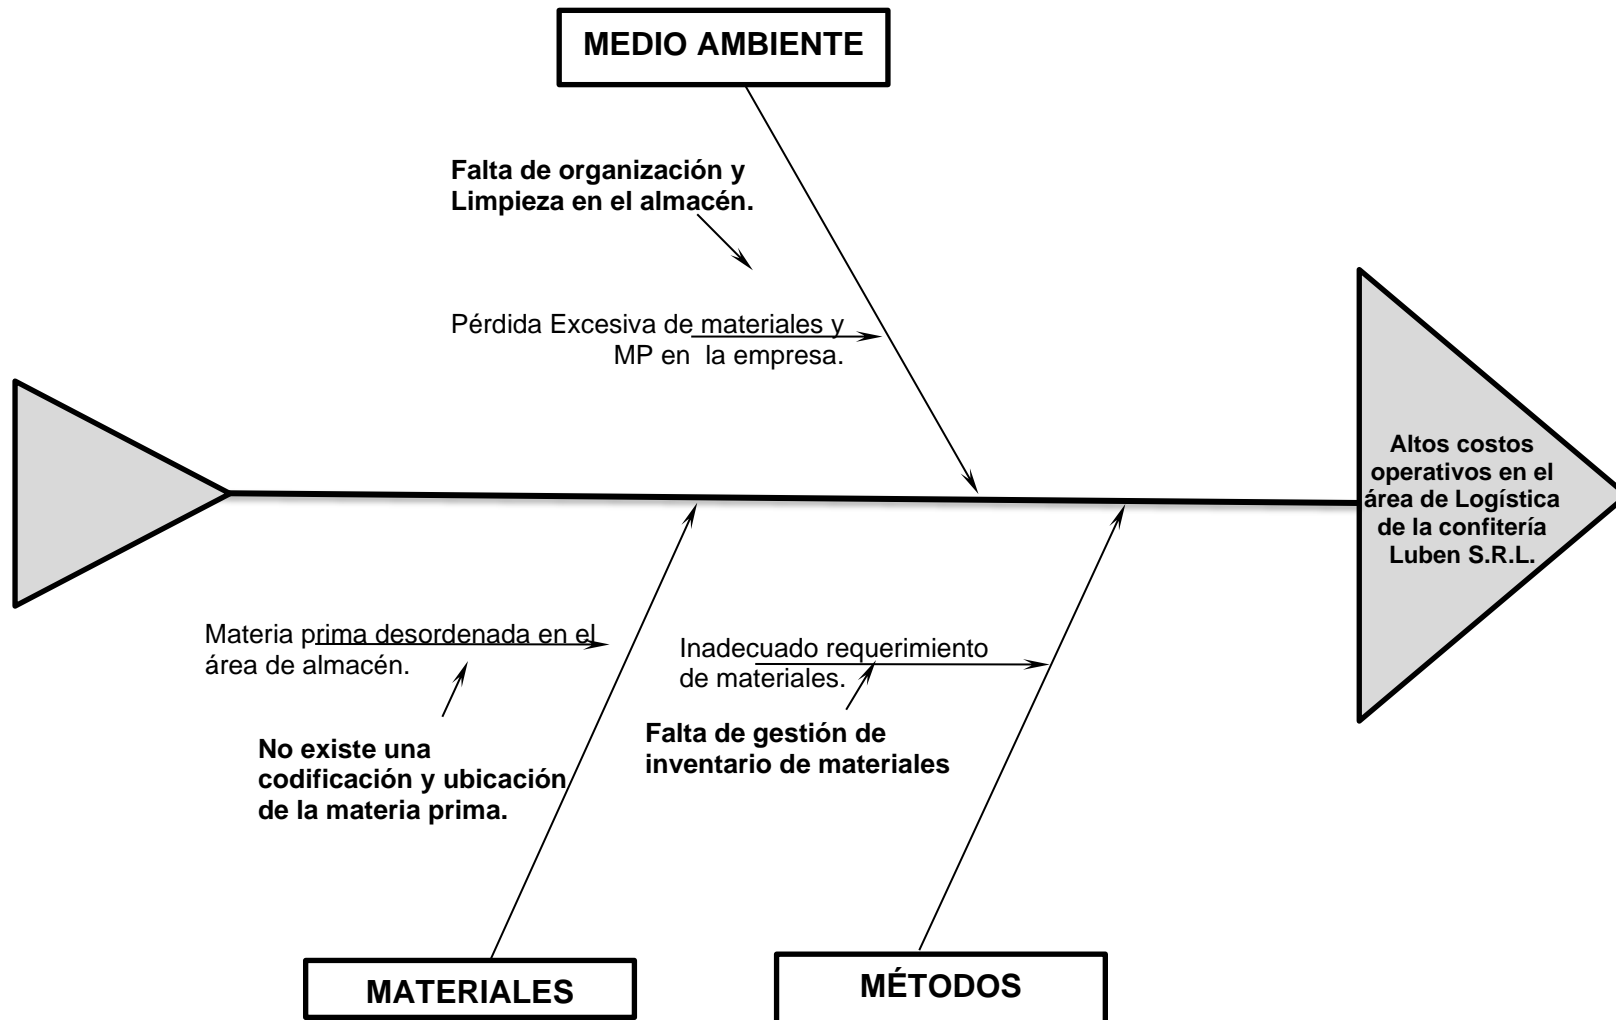 MEDIO AMBIENTE
Falta de organización y
Limpieza en el almacén.
Pérdida Excesiva de materiales y
MP en la empresa.
Altos costos
operativos en el
área de Logística
de la confitería
Luben S.R.L.
Materia prima desordenada en el
área de almacén.
No existe una
codificación y ubicación
de la materia prima.
Inadecuado requerimiento
de materiales.
Falta de gestión de
inventario de materiales
MATERIALES
MÉTODOS